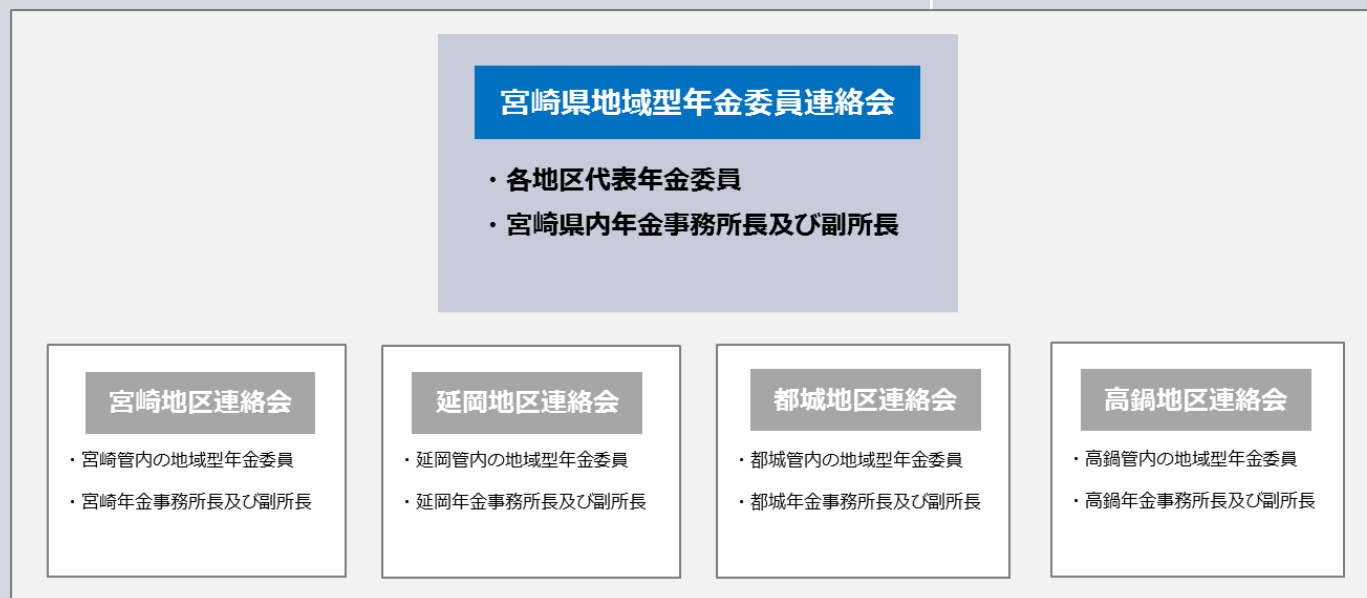 宮崎県地域型年金委員連絡会
・各地区代表年金委員
・宮崎県内年金事務所長及び副所長
宮崎地区連絡会
・宮崎管内の地域型年金委員
・宮崎年金事務所長及び副所長
延岡地区連絡会
・延岡管内の地域型年金委員
・延岡年金事務所長及び副所長
都城地区連絡会
・都城管内の地域型年金委員
・都城年金事務所長及び副所長
高鍋地区連絡会
・高鍋管内の地域型年金委員
・高鍋年金事務所長及び副所長